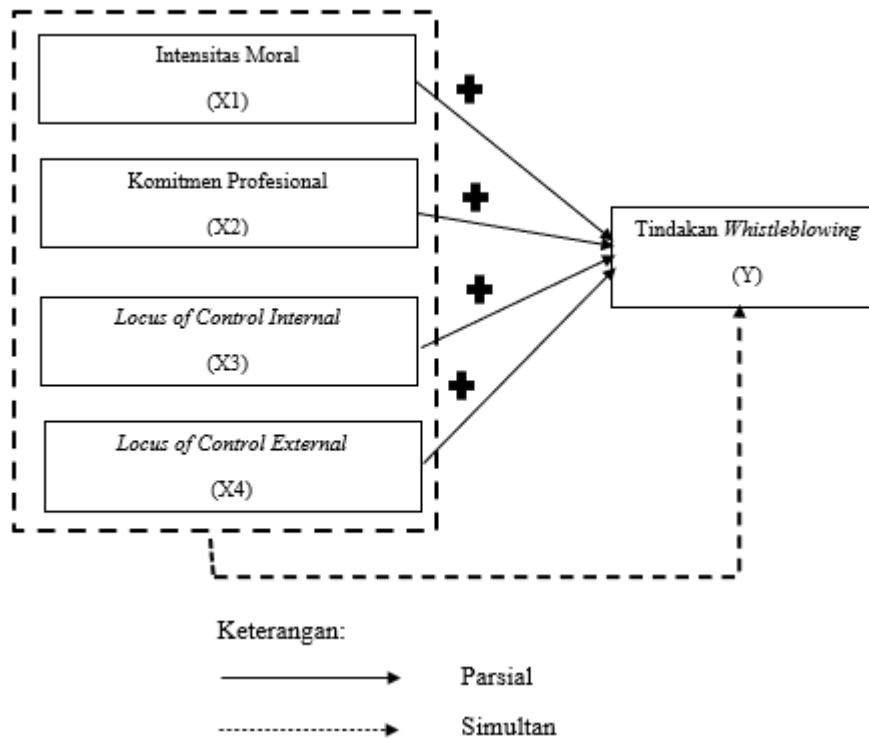 Intensitas Moral
(X1)
Komitmen Profesional
(X2)
Locus of Control Internal
(X3)
Locus of Control External
(X4)
Tindakan Whistleblowing
(Y)
Keterangan:
Parsial
Simultan